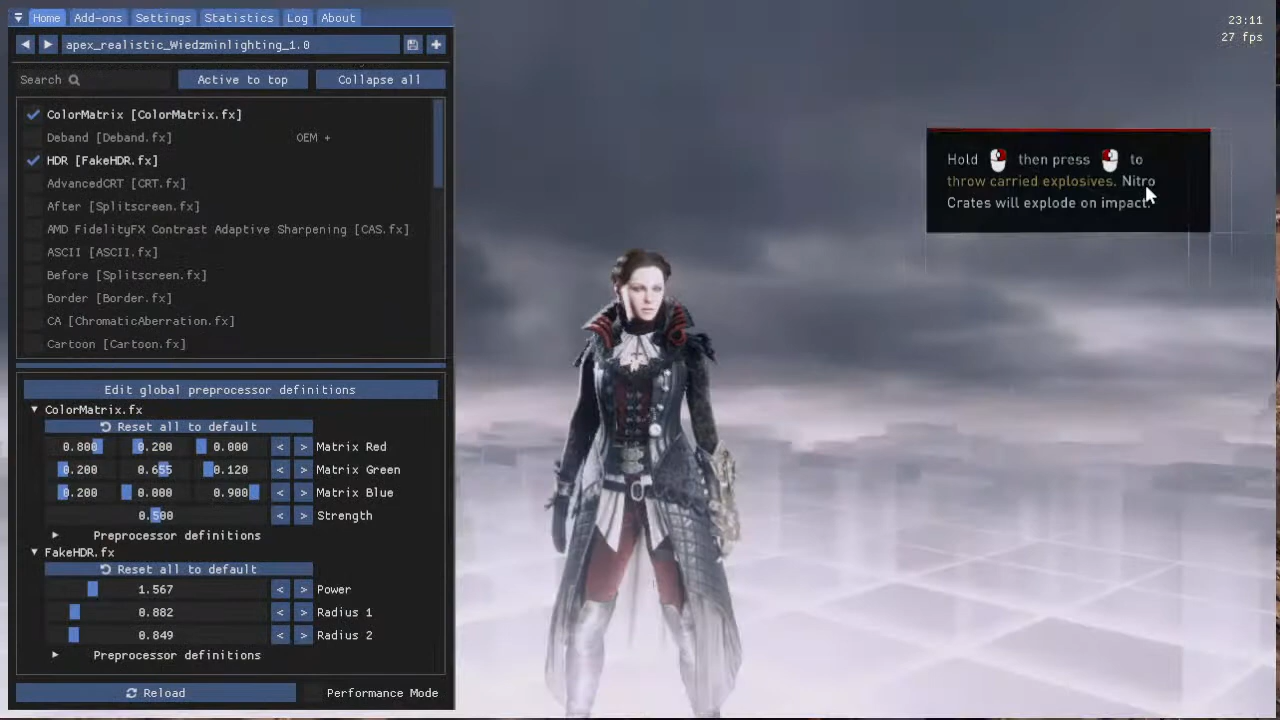 Home Add-ons Settings Statistics Log About
apex_realistic_Wiedzminlighting_1.0
Search Active to top Collapse all
ColorMatrix [ColorMatrix.fx]
Deband [Deband.fx] OEM +
HDR [FakeHDR.fx]
AdvancedCRT [CRT.fx]
After [Splitscreen.fx]
AMD FidelityFX Contrast Adaptive Sharpening [CAS.fx]
ASCII [ASCII.fx]
Before [Splitscreen.fx]
Border [Border.fx]
CA [ChromaticAberration.fx]
Cartoon [Cartoon.fx]
Edit global preprocessor definitions
ColorMatrix.fx
Reset all to default
0.800 0.200 0.000 < > Matrix Red
0.200 0.655 0.120 < > Matrix Green
0.200 0.000 0.900 < > Matrix Blue
0.500 < > Strength
Preprocessor definitions
FakeHDR.fx
Reset all to default
1.567 < > Power
0.882 < > Radius 1
0.849 < > Radius 2
Preprocessor definitions
Reload Performance Mode
23:11
27 fps
Hold then press to
throw carried explosives. Nitro
Crates will explode on impact.